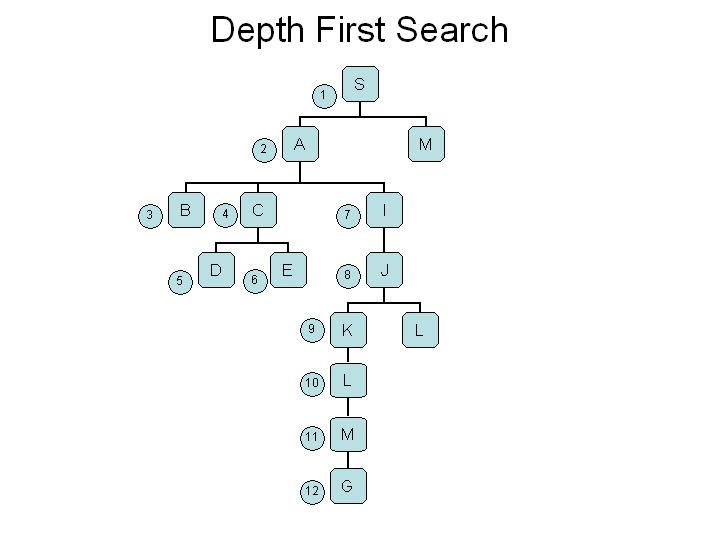 Depth First Search
1 S
2 A M
3 B 4 C 7 I
5 D 6 E 8 J
9 K L
10 L
11 M
12 G